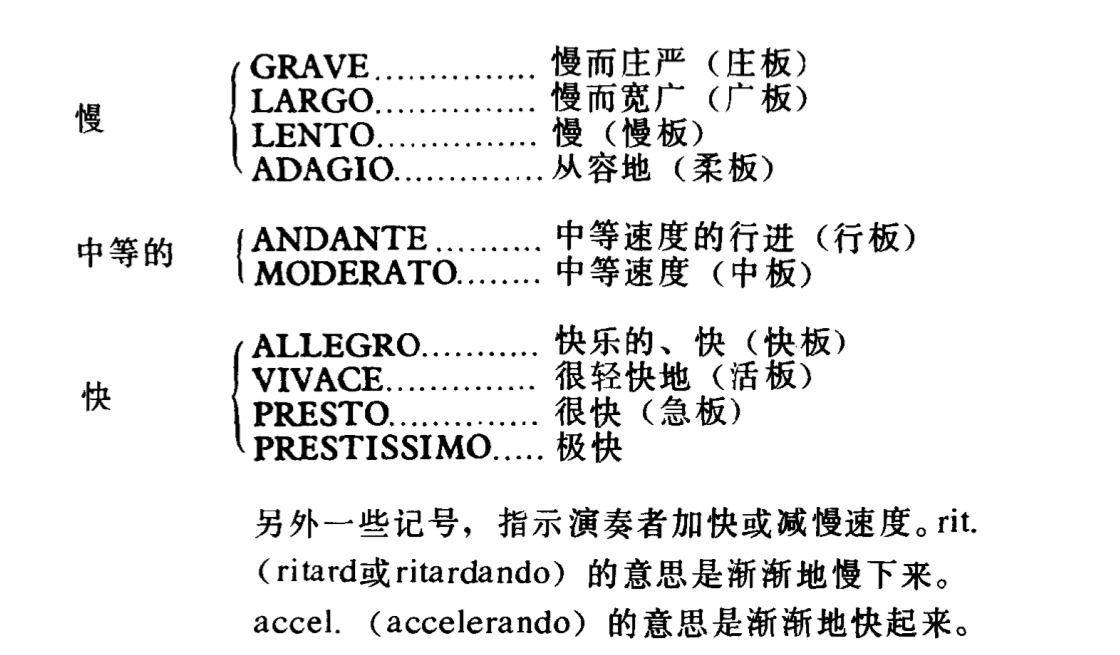 慢
GRAVE............... 慢而庄严（庄板）
LARGO............... 慢而宽广（广板）
LENTO............... 慢（慢板）
ADAGIO.............. 从容地（柔板）
中等的
ANDANTE.......... 中等速度的行进（行板）
MODERATO........ 中等速度（中板）
快
ALLEGRO........... 快乐的、快（快板）
VIVACE.............. 很轻快地（活板）
PRESTO.............. 很快（急板）
PRESTISSIMO..... 极快
另外一些记号，指示演奏者加快或减慢速度。rit.
（ritard或ritardando）的意思是渐渐地慢下来。
accel.（accelerando）的意思是渐渐地快起来。